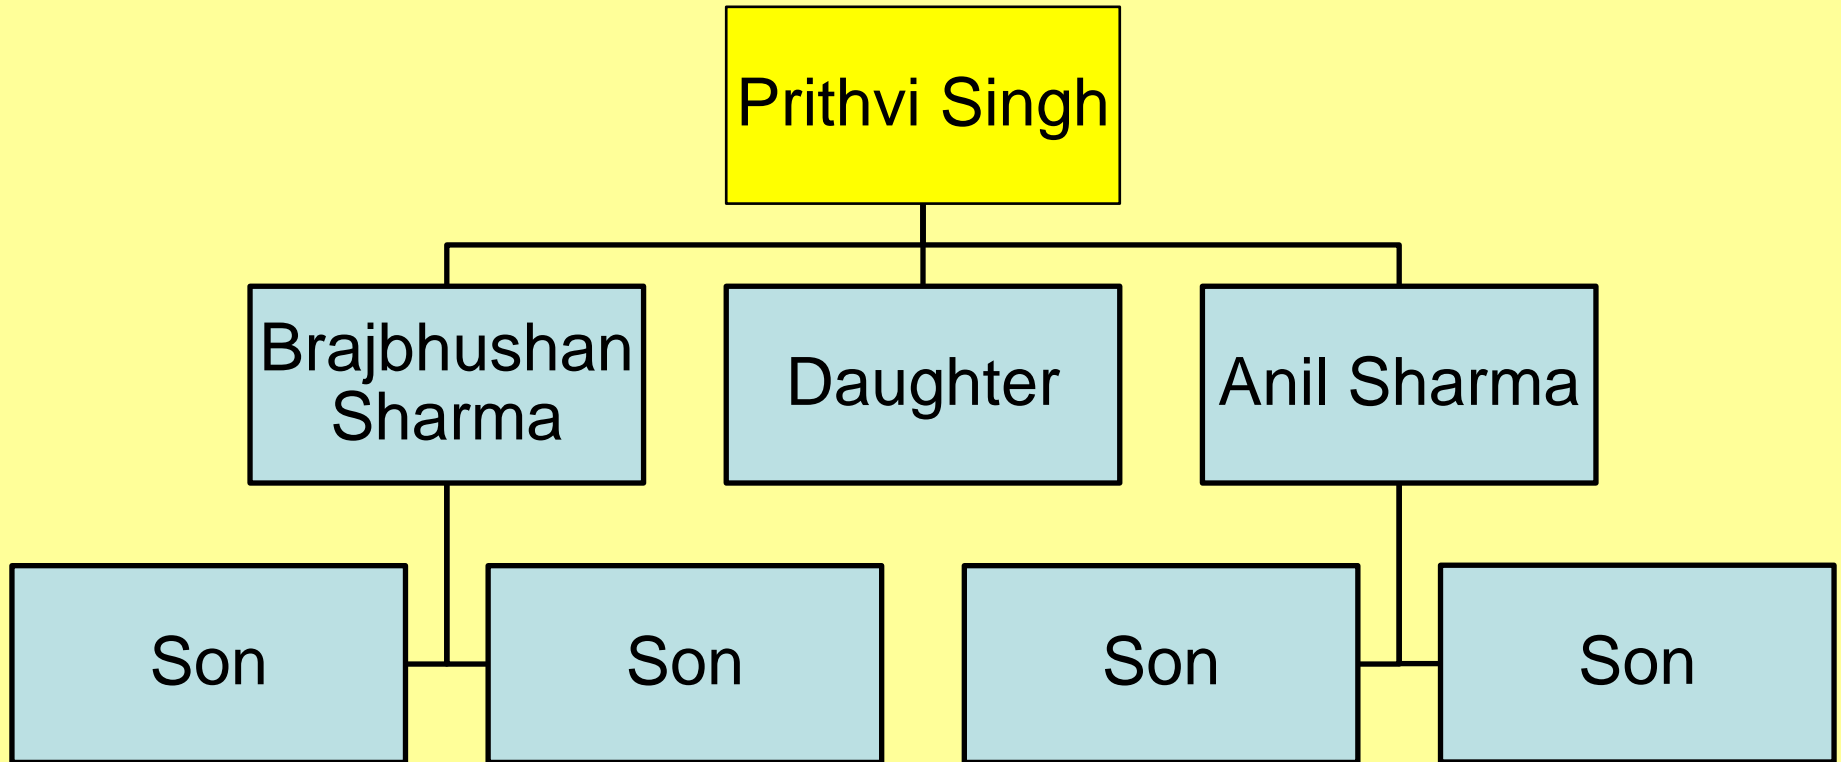 Prithvi Singh
Brajbhushan
Sharma
Daughter
Anil Sharma
Son
Son
Son
Son